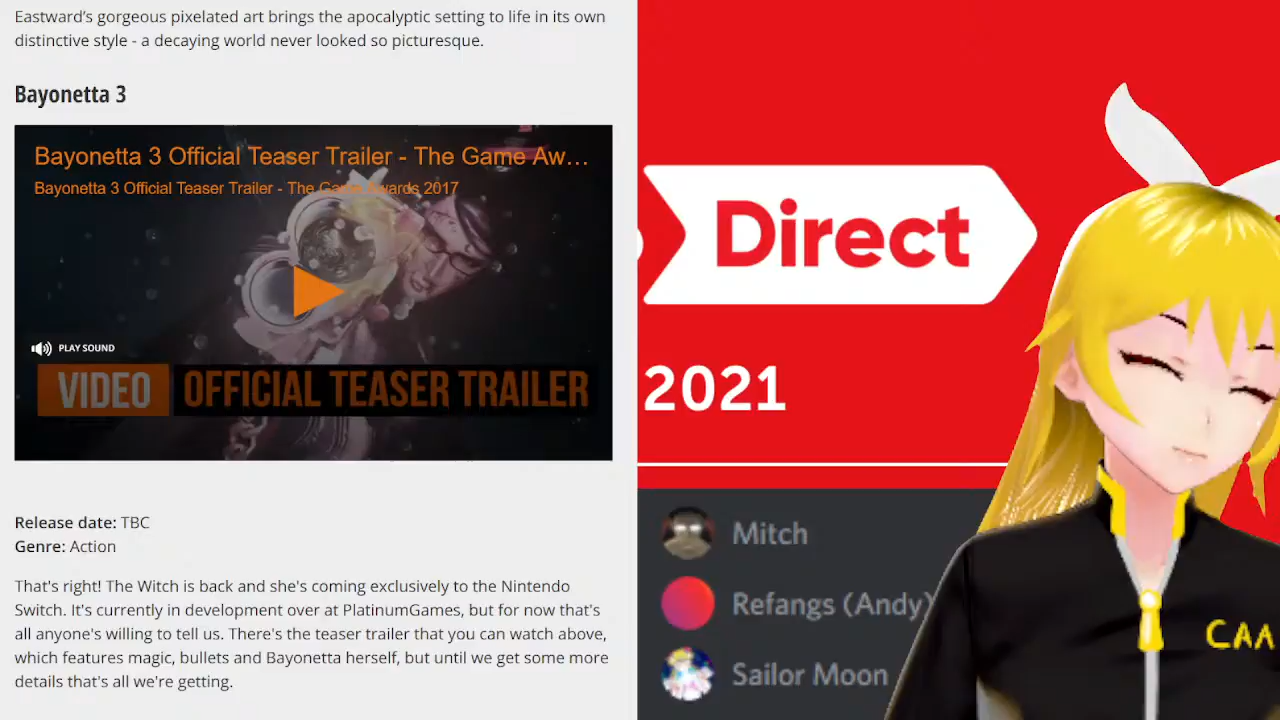 Eastward's gorgeous pixelated art brings the apocalyptic setting to life in its own
distinctive style - a decaying world never looked so picturesque.
Bayonetta 3
Bayonetta 3 Official Teaser Trailer - The Game Aw...
Bayonetta 3 Official Teaser Trailer - The Game Awards 2017
PLAY SOUND
VIDEO OFFICIAL TEASER TRAILER
Release date: TBC
Genre: Action
That's right! The Witch is back and she's coming exclusively to the Nintendo
Switch. It's currently in development over at PlatinumGames, but for now that's
all anyone's willing to tell us. There's the teaser trailer that you can watch above,
which features magic, bullets and Bayonetta herself, but until we get some more
details that's all we're getting.
Direct
2021
Mitch
Refangs (Andy)
Sailor Moon
CAA